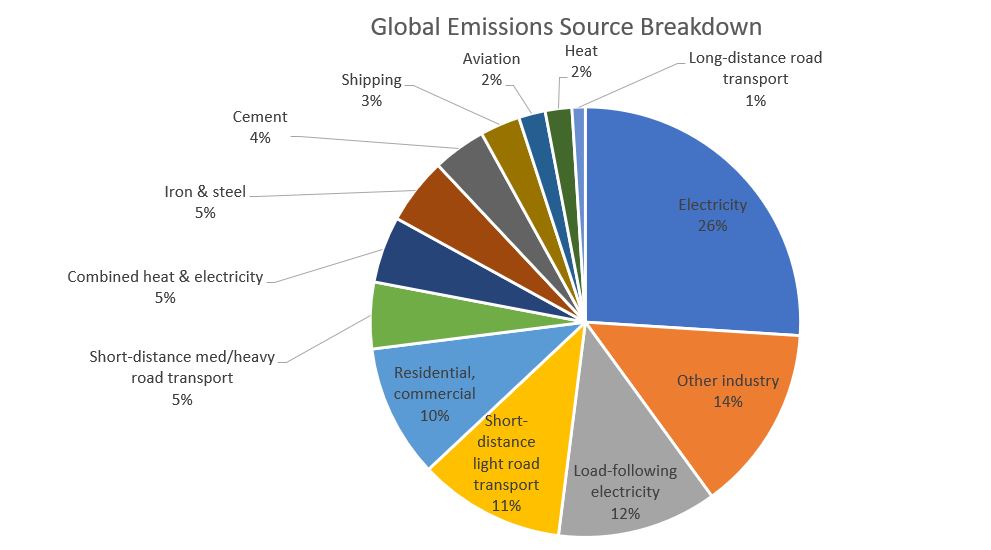 Global Emissions Source Breakdown
Heat
2%
Long-distance road
transport
1%
Aviation
2%
Shipping
3%
Cement
4%
Iron & steel
5%
Combined heat & electricity
5%
Short-distance med/heavy
road transport
5%
Residential,
commercial
10%
Short-
distance
light road
transport
11%
Load-following
electricity
12%
Other industry
14%
Electricity
26%